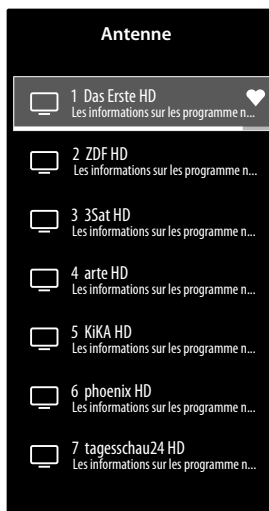 Antenne
1 Das Erste HD
Les informations sur les programme n...
2 ZDF HD
Les informations sur les programme n...
3 3Sat HD
Les informations sur les programme n...
4 arte HD
Les informations sur les programme n...
5 KiKA HD
Les informations sur les programme n...
6 phoenix HD
Les informations sur les programme n...
7 tagesschau24 HD
Les informations sur les programme n...